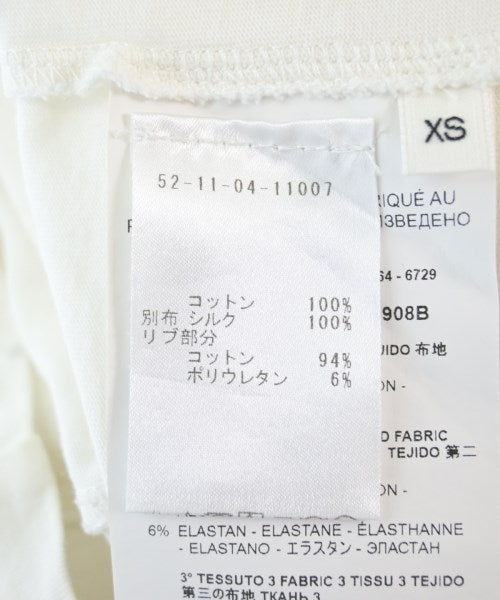 XS
52-11-04-11007
コットン 100%
別布 シルク 100%
リブ部分
コットン 94%
ポリウレタン 6%
RIQUÉ AU
ИЗВЕДЕНО
64 - 6729
908B
JIDO 布地
ON -
D FABRIC
TEJIDO 第二
ON -
6% ELASTAN - ELASTANE - ÉLASTHANNE
- ELASTANO - エラスタン - ЭЛАСТАН
3° TESSUTO 3 FABRIC 3 TISSU 3 TEJIDO
第三の布地 ТКАНЬ 3